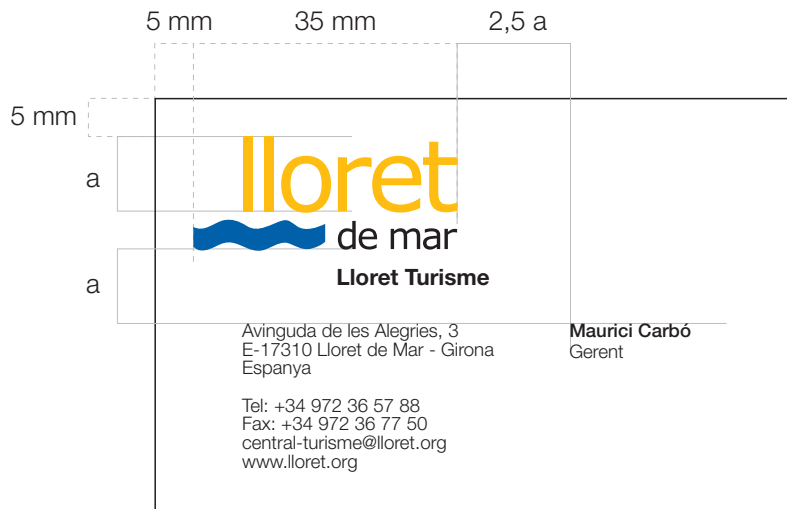 5 mm 35 mm 2,5 a
5 mm
a
lloret
de mar
a
Lloret Turisme
Avinguda de les Alegries, 3
E-17310 Lloret de Mar - Girona
Espanya
Maurici Carbó
Gerent
Tel: +34 972 36 57 88
Fax: +34 972 36 77 50
central-turisme@lloret.org
www.lloret.org